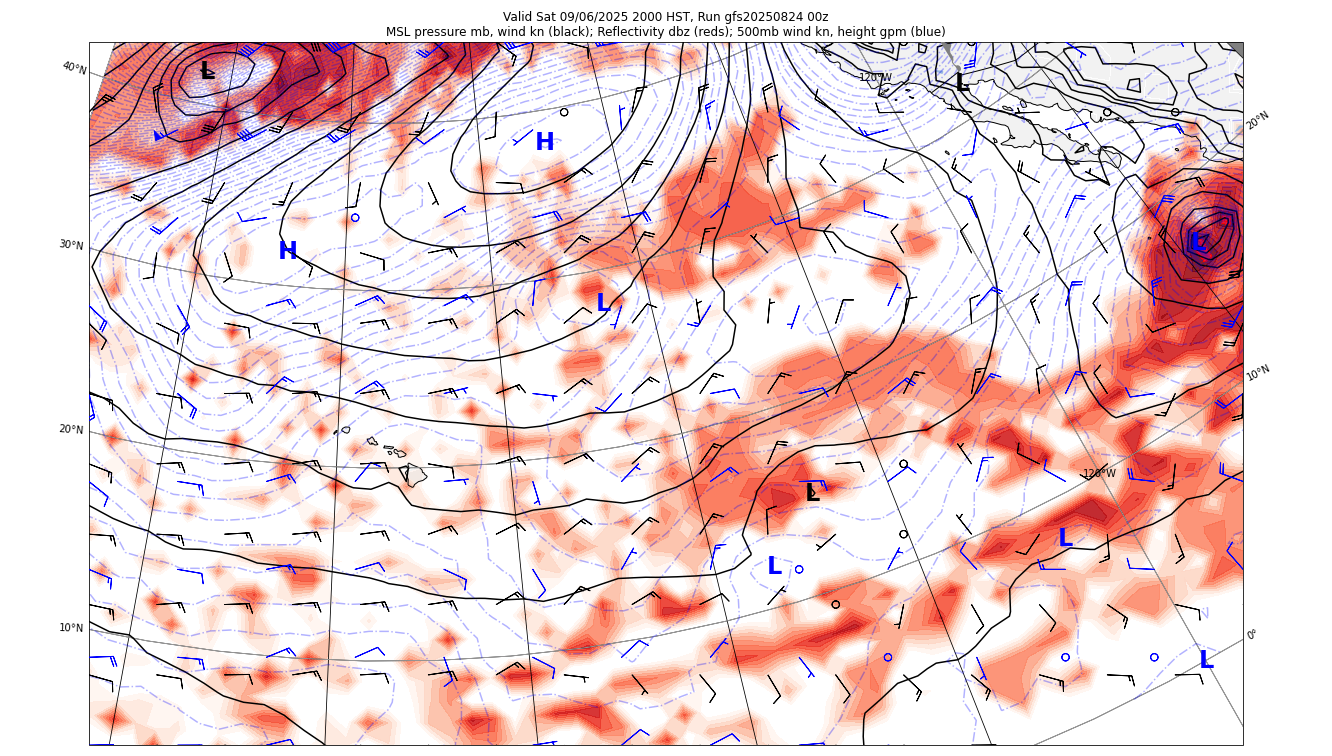 Valid Sat 09/06/2025 2000 HST, Run gfs20250824 00z
MSL pressure mb, wind kn (black); Reflectivity dbz (reds); 500mb wind kn, height gpm (blue)
40°N
L
120°W
L
20°N
H
30°N
H
L
L
10°N
20°N
120°W
L
L
L
10°N
0°
L